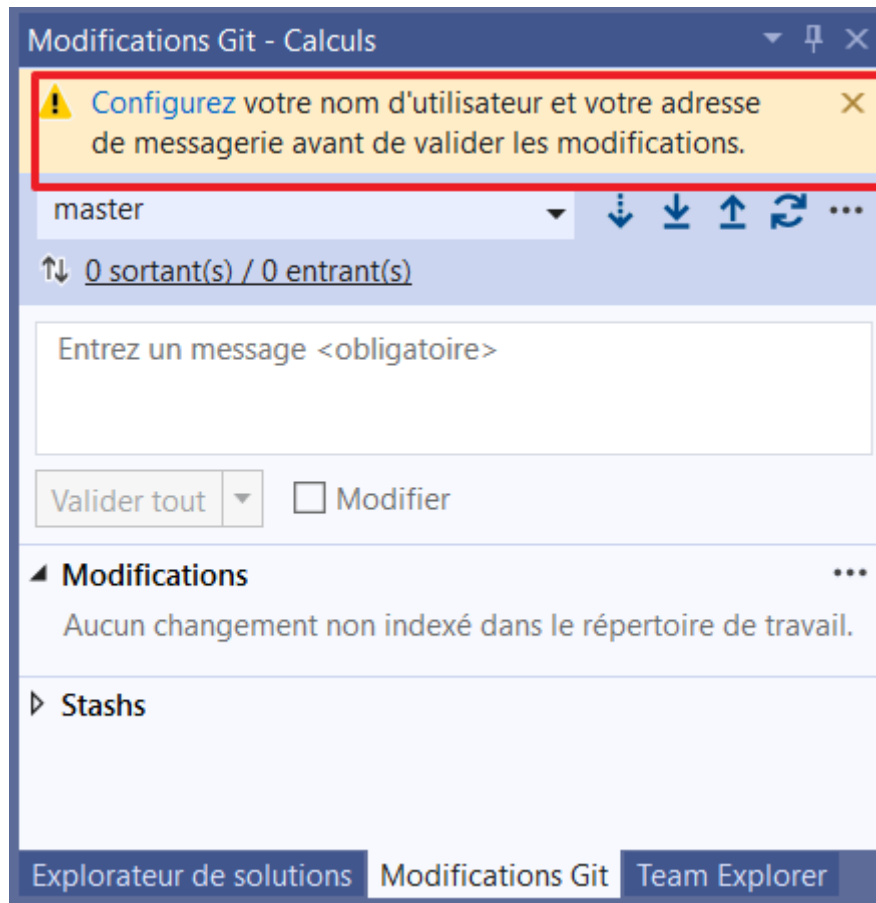 Modifications Git - Calculs
Configurez votre nom d'utilisateur et votre adresse
de messagerie avant de valider les modifications.
master
0 sortant(s) / 0 entrant(s)
Entrez un message <obligatoire>
Valider tout Modifier
Modifications
Aucun changement non indexé dans le répertoire de travail.
Stashs
Explorateur de solutions Modifications Git Team Explorer